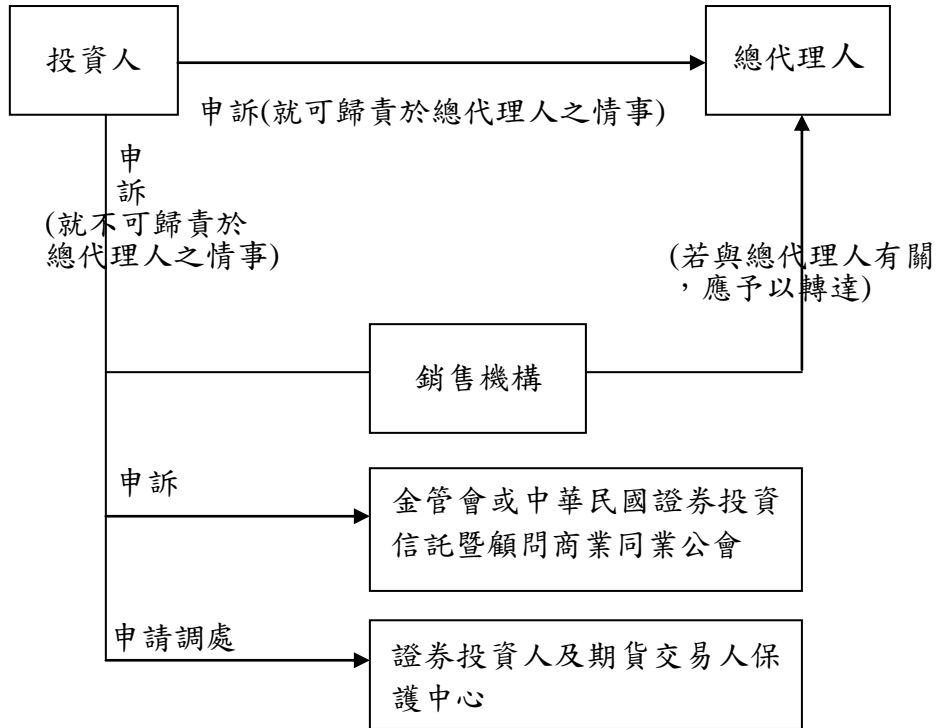 投資人
總代理人
申訴(就可歸責於總代理人之情事)
申
訴
(就不可歸責於
總代理人之情事)
(若與總代理人有關
，應予以轉達)
銷售機構
申訴
金管會或中華民國證券投資
信託暨顧問商業同業公會
申請調處
證券投資人及期貨交易人保
護中心